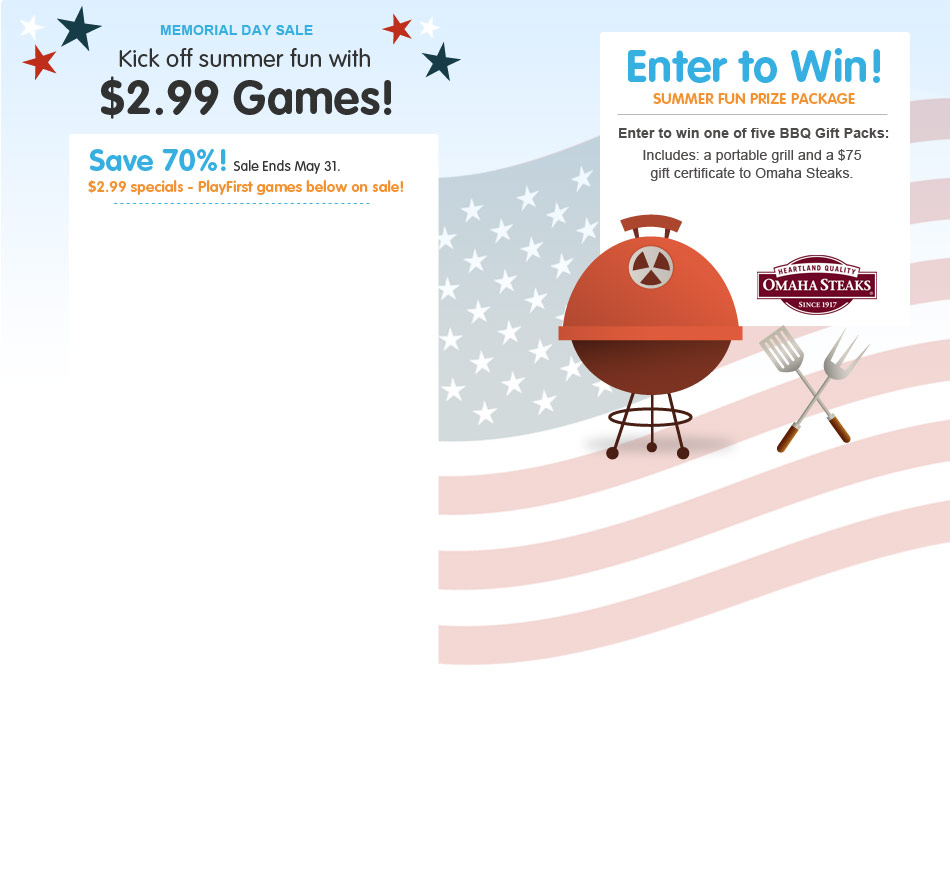 MEMORIAL DAY SALE
Kick off summer fun with
$2.99 Games!
Save 70%! Sale Ends May 31.
$2.99 specials - PlayFirst games below on sale!
Enter to Win!
SUMMER FUN PRIZE PACKAGE
Enter to win one of five BBQ Gift Packs:
Includes: a portable grill and a $75
gift certificate to Omaha Steaks.
HEARTLAND QUALITY
OMAHA STEAKS®
SINCE 1917